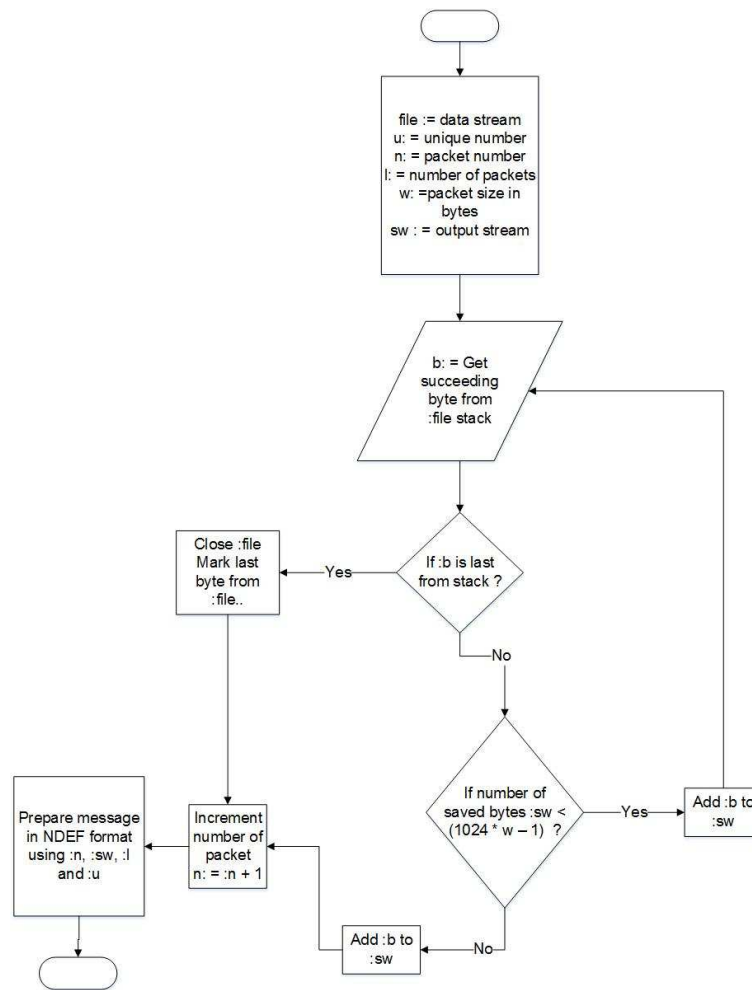 file := data stream
u: = unique number
n: = packet number
l: = number of packets
w: =packet size in
bytes
sw : = output stream
b: = Get
succeeding
byte from
:file stack
Close :file
Mark last
byte from
:file..
Yes
If :b is last
from stack ?
No
If number of
saved bytes :sw <
(1024 * w – 1) ?
Yes
Add :b to
:sw
Prepare message
in NDEF format
using :n, :sw, :l
and :u
Increment
number of
packet
n: = :n + 1
Add :b to
:sw
No